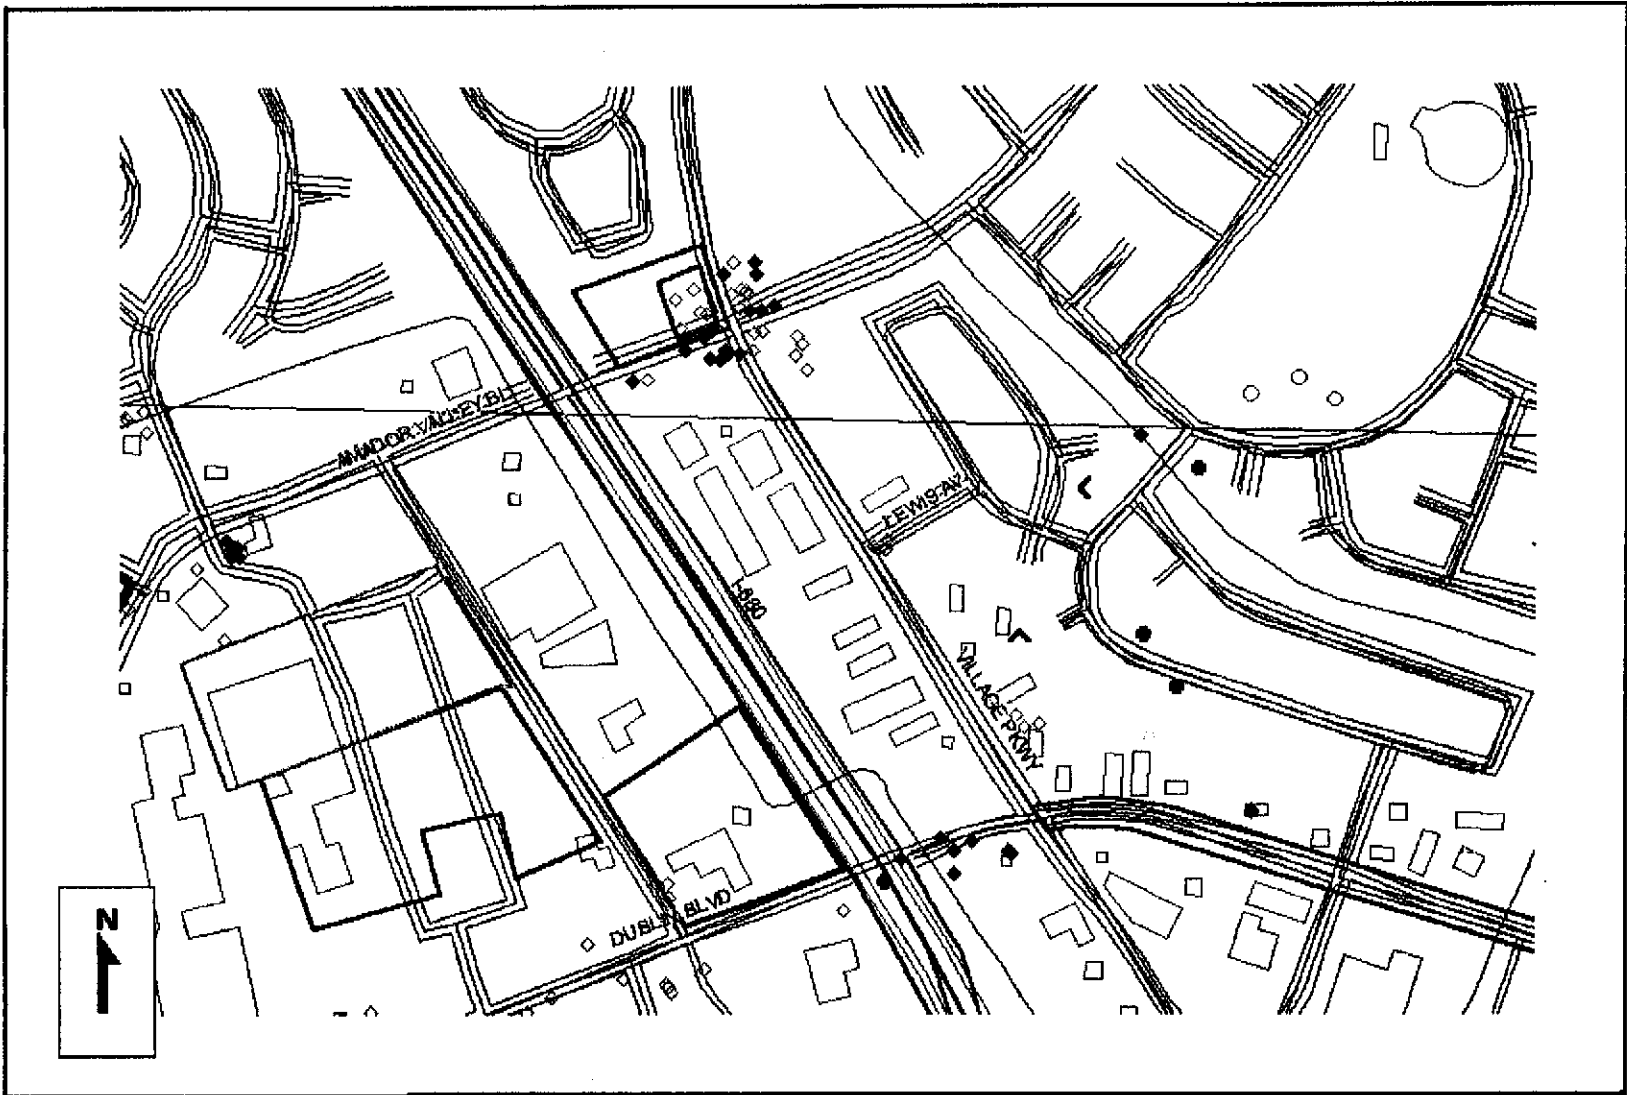 AMADOR VALLEY BL
LEWIS AV
I-680
VILLAGE PKWY
DUBLIN BLVD
N